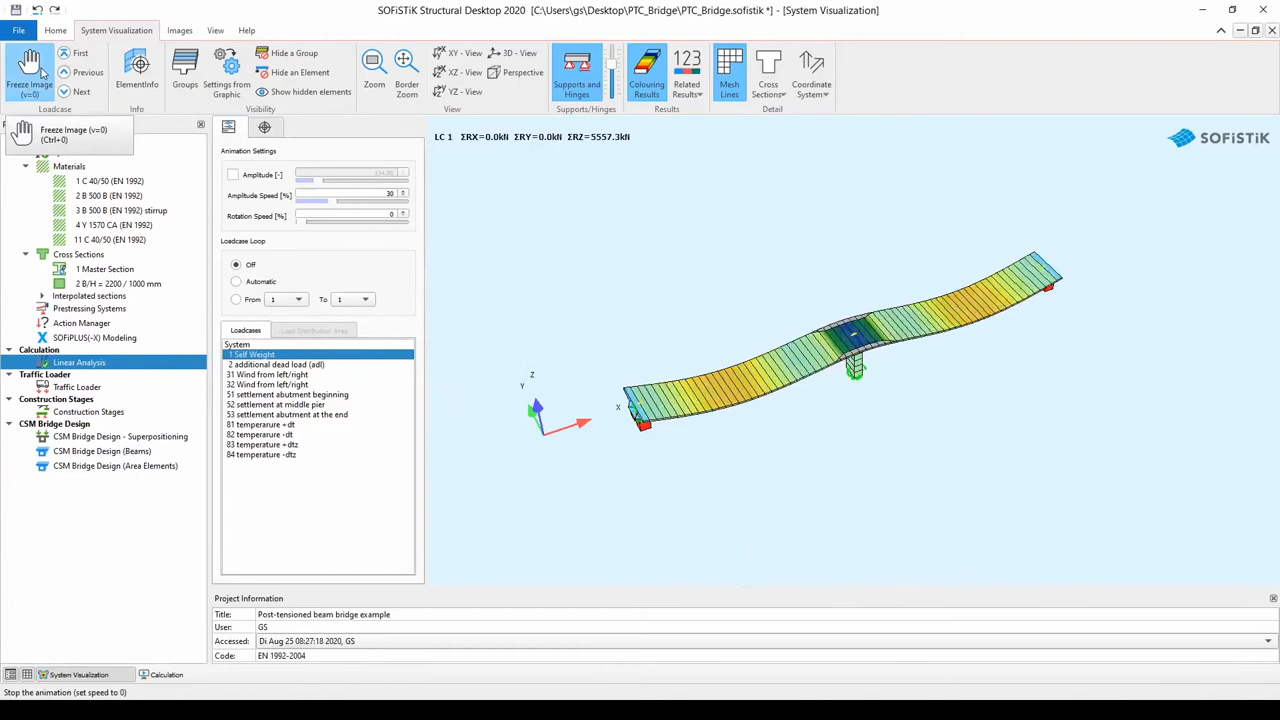 SOFiSTiK Structural Desktop 2020 [C:\Users\gs\Desktop\PTC_Bridge\PTC_Bridge.sofistik *] - [System Visualization]
File Home System Visualization Images View Help
Freeze Image (v=0)
First
Previous
Next
ElementInfo
Groups
Settings from Graphic
Hide a Group
Hide an Element
Show hidden elements
Zoom
Border Zoom
XY - View
XZ - View
YZ - View
3D - View
Perspective
Supports and Hinges
Colouring Results
123
Related Results
Mesh Lines
Cross Sections
Coordinate System
Loadcase Info Visibility View Supports/Hinges Results Detail
Freeze Image (v=0)
(Ctrl+0)
Materials
1 C 40/50 (EN 1992)
2 B 500 B (EN 1992)
3 B 500 B (EN 1992) stirrup
4 Y 1570 CA (EN 1992)
11 C 40/50 (EN 1992)
Cross Sections
1 Master Section
2 B/H = 2200 / 1000 mm
Interpolated sections
Prestressing Systems
Action Manager
SOFiPLUS(-X) Modeling
Calculation
Linear Analysis
Traffic Loader
Traffic Loader
Construction Stages
Construction Stages
CSM Bridge Design
CSM Bridge Design - Superpositioning
CSM Bridge Design (Beams)
CSM Bridge Design (Area Elements)
Animation Settings
Amplitude [-]
Amplitude Speed [%] 30
Rotation Speed [%] 0
Loadcase Loop
Off
Automatic
From 1 To 1
Loadcases Load Distribution Area
System
1 Self Weight
2 additional dead load (adl)
31 Wind from left/right
32 Wind from left/right
51 settlement abutment beginning
52 settlement at middle pier
53 settlement abutment at the end
81 temperarure +dt
82 temperarure -dt
83 temperarure +dtz
84 temperarure -dtz
LC 1 ΣRX=0.0kN ΣRY=0.0kN ΣRZ=5557.3kN
SOFiSTiK
Z
Y
X
Project Information
Title: Post-tensioned beam bridge example
User: GS
Accessed: Di Aug 25 08:27:18 2020, GS
Code: EN 1992-2004
System Visualization Calculation
Stop the animation (set speed to 0)